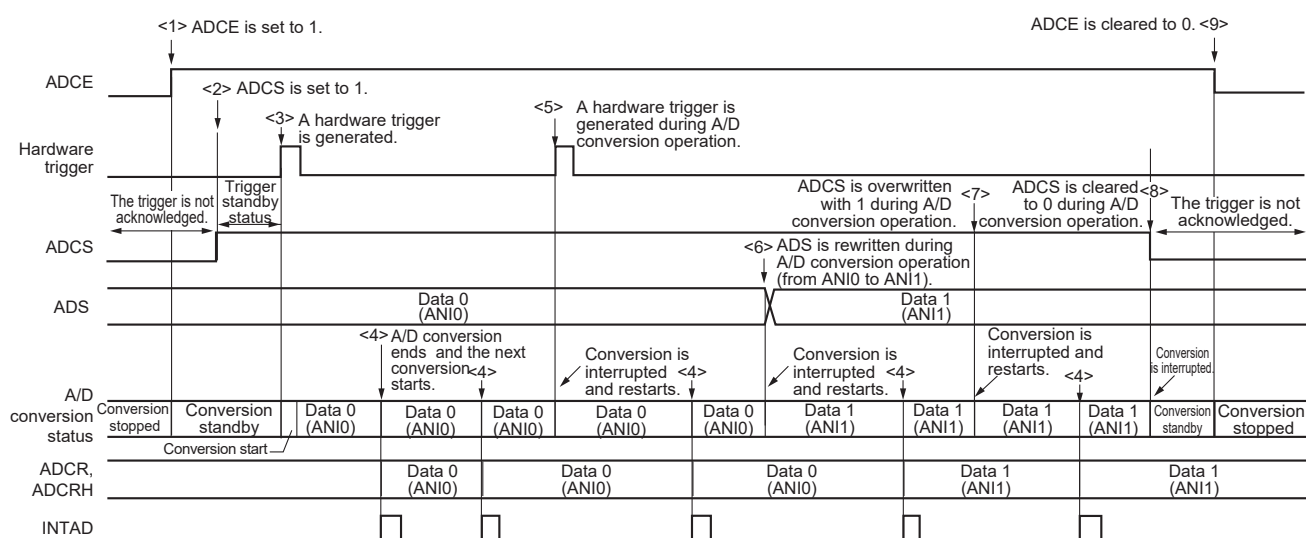 <1> ADCE is set to 1.
ADCE is cleared to 0. <9>
ADCE
<2> ADCS is set to 1.
<3> A hardware trigger
is generated.
<5> A hardware trigger is
generated during A/D
conversion operation.
Hardware
trigger
The trigger is not
acknowledged.
Trigger
standby
status
ADCS is overwritten
with 1 during A/D
conversion operation.
<7>
ADCS is cleared
to 0 during A/D
conversion operation.
<8>
The trigger is not
acknowledged.
ADCS
<6> ADS is rewritten during
A/D conversion operation
(from ANI0 to ANI1).
ADS
Data 0
(ANI0)
Data 1
(ANI1)
<4> A/D conversion
ends and the next
conversion
starts.
<4>
Conversion is
interrupted
and restarts.
<4>
Conversion is
interrupted
and restarts.
<4>
Conversion is
interrupted and
restarts.
<4>
Conversion
is interrupted.
A/D
conversion
status
Conversion
stopped
Conversion
standby
Conversion start
Data 0
(ANI0)
Data 0
(ANI0)
Data 0
(ANI0)
Data 0
(ANI0)
Data 0
(ANI0)
Data 1
(ANI1)
Data 1
(ANI1)
Data 1
(ANI1)
Data 1
(ANI1)
Conversion
standby
Conversion
stopped
ADCR,
ADCRH
Data 0
(ANI0)
Data 0
(ANI0)
Data 0
(ANI0)
Data 1
(ANI1)
Data 1
(ANI1)
INTAD